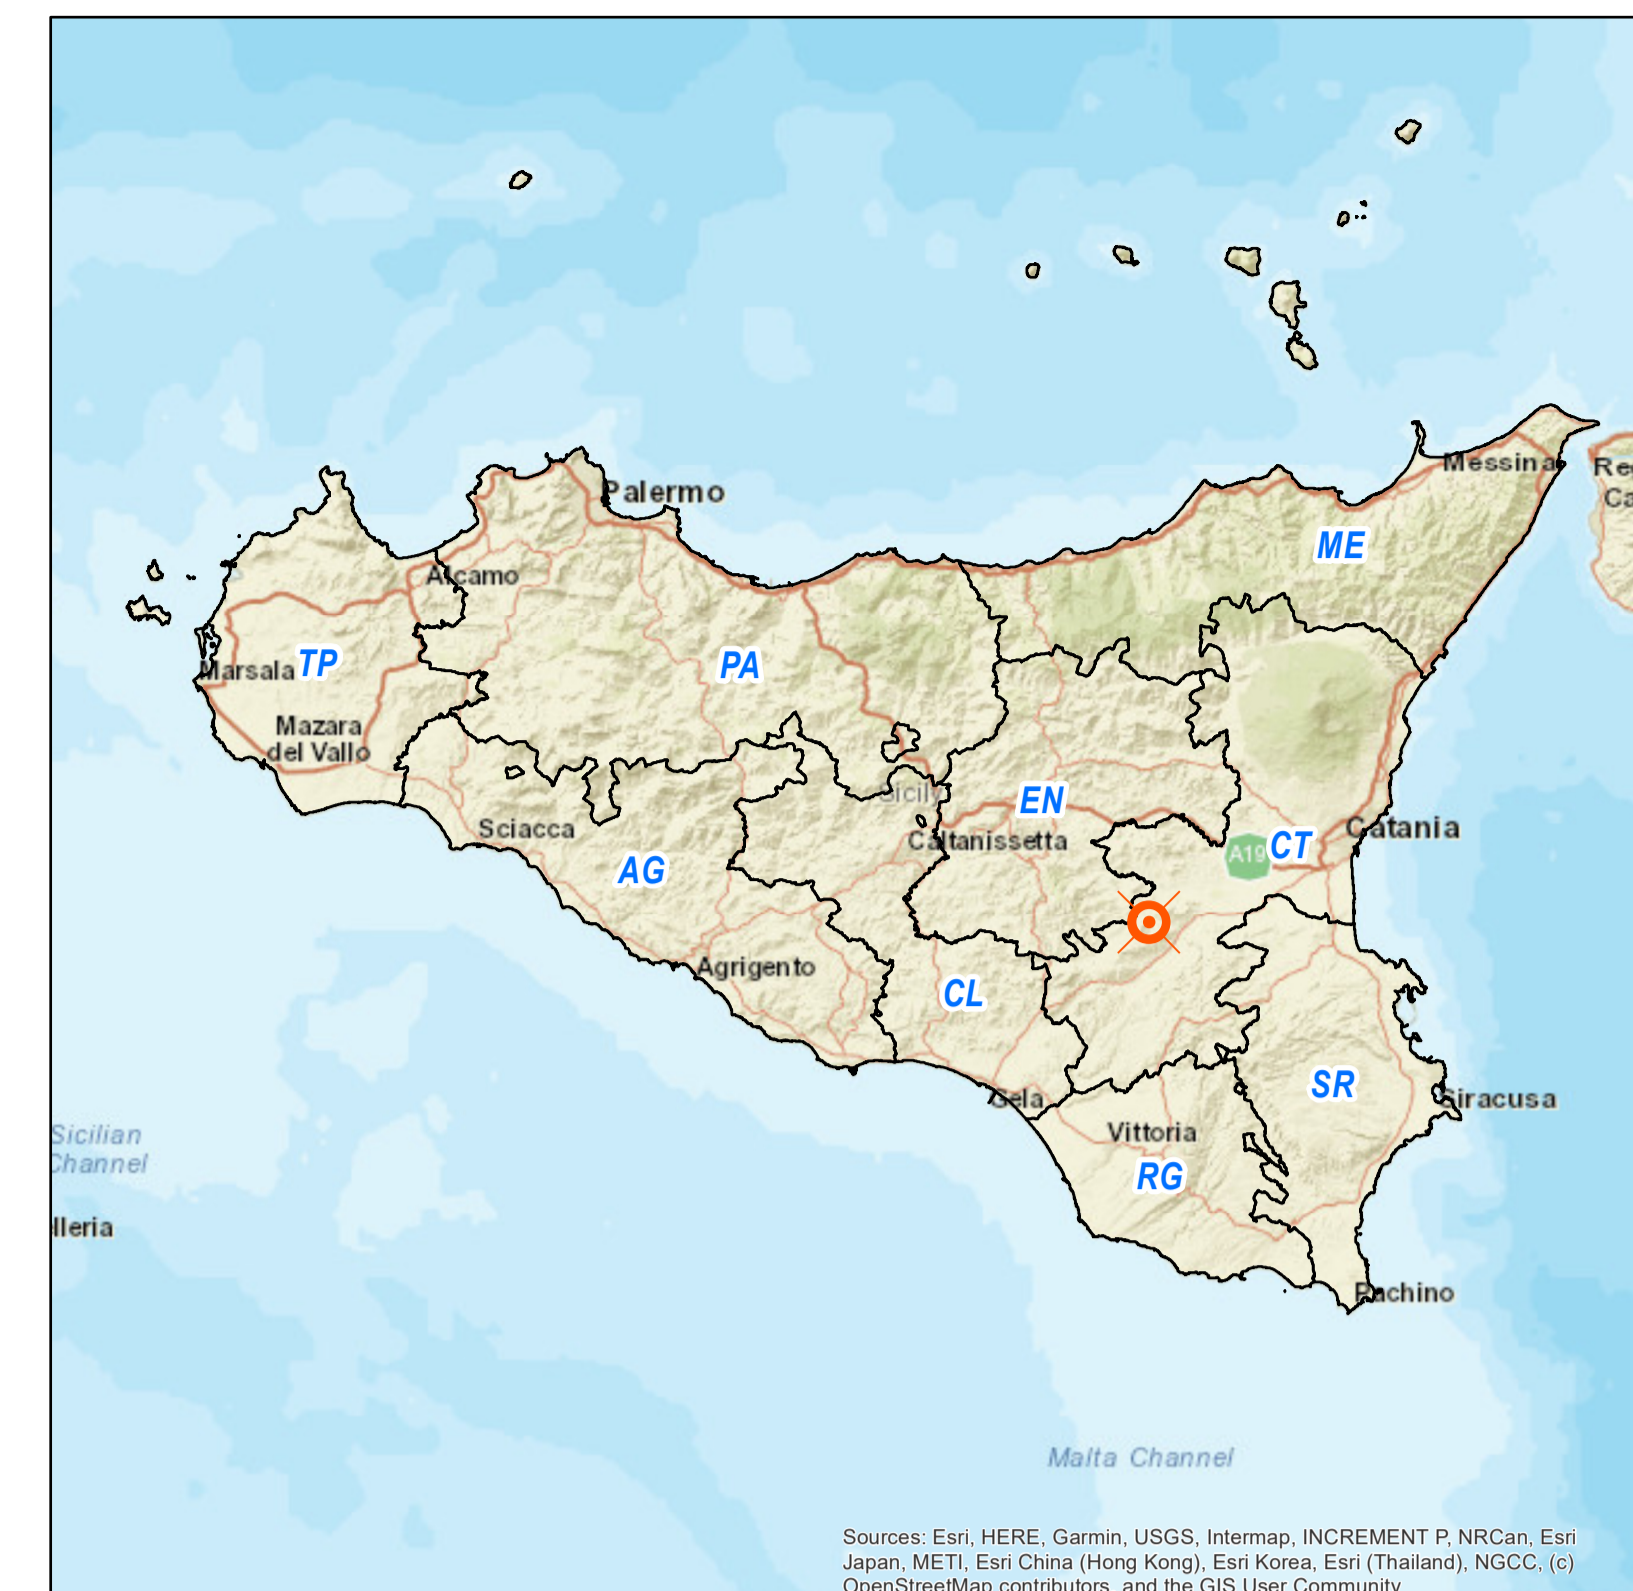 Palermo
Messina
Re
Ca
ME
Alcamo
Marsala
TP
PA
Mazara
del Vallo
Sicily
EN
Sciacca
Caltanissetta
A19
CT
Catania
AG
Agrigento
CL
Gela
SR
Siracusa
Vittoria
Sicilian
Channel
RG
lleria
Pachino
Malta Channel
Sources: Esri, HERE, Garmin, USGS, Intermap, INCREMENT P, NRCan, Esri
Japan, METI, Esri China (Hong Kong), Esri Korea, Esri (Thailand), NGCC, (c)
OpenStreetMap contributors, and the GIS User Community